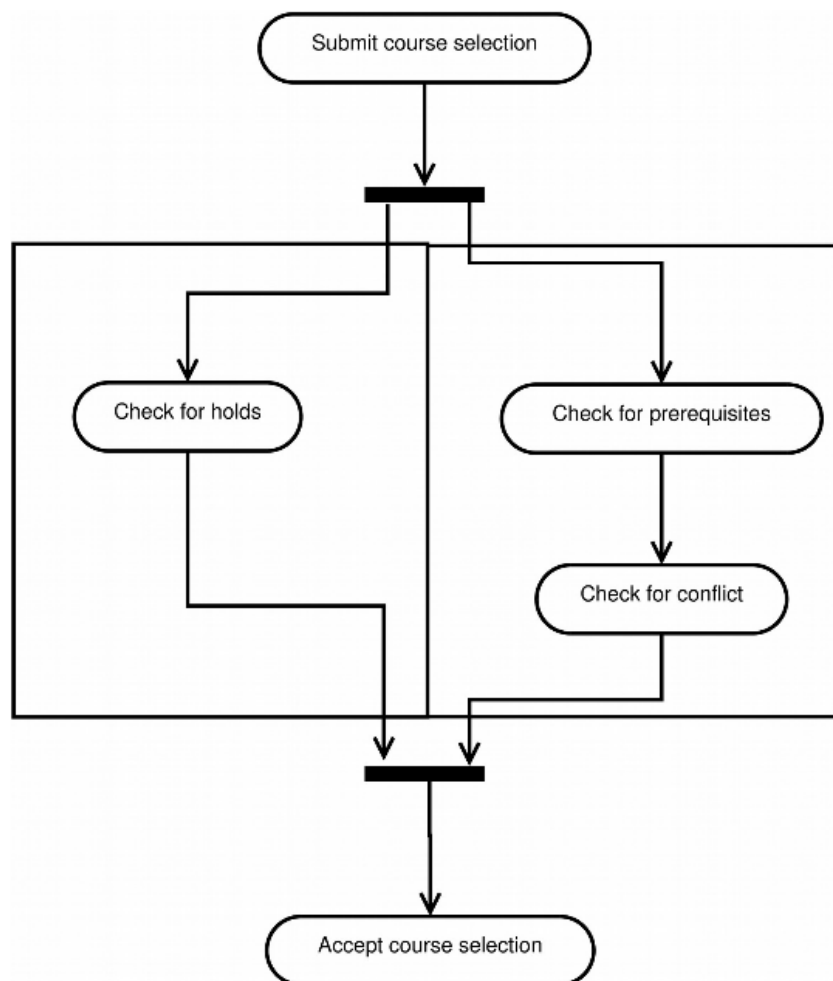 Submit course selection
Check for holds
Check for prerequisites
Check for conflict
Accept course selection